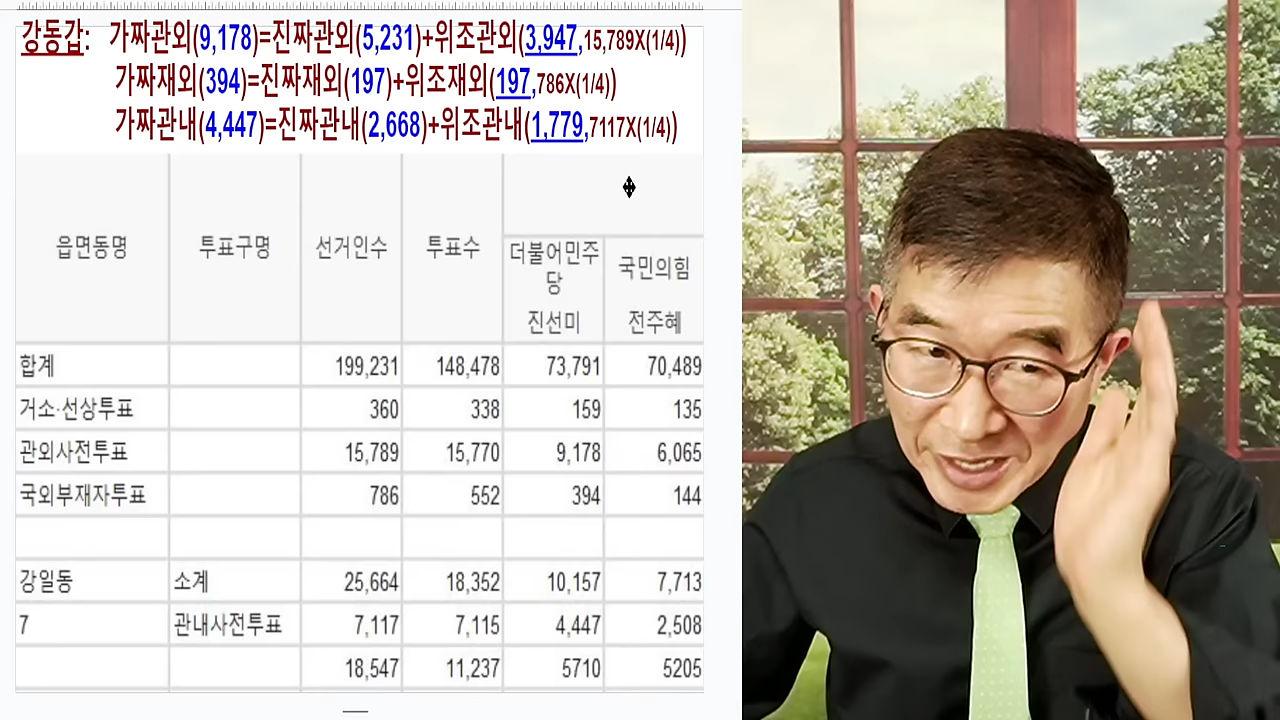 강동갑: 가짜관외(9,178)=진짜관외(5,231)+위조관외(3,947,15,789X(1/4))
가짜재외(394)=진짜재외(197)+위조재외(197,786X(1/4))
가짜관내(4,447)=진짜관내(2,668)+위조관내(1,779,7117X(1/4))
읍면동명 투표구명 선거인수 투표수 더불어민주당 진선미 국민의힘 전주혜
합계 199,231 148,478 73,791 70,489
거소·선상투표 360 338 159 135
관외사전투표 15,789 15,770 9,178 6,065
국외부재자투표 786 552 394 144
강일동 소계 25,664 18,352 10,157 7,713
7 관내사전투표 7,117 7,115 4,447 2,508
18,547 11,237 5710 5205